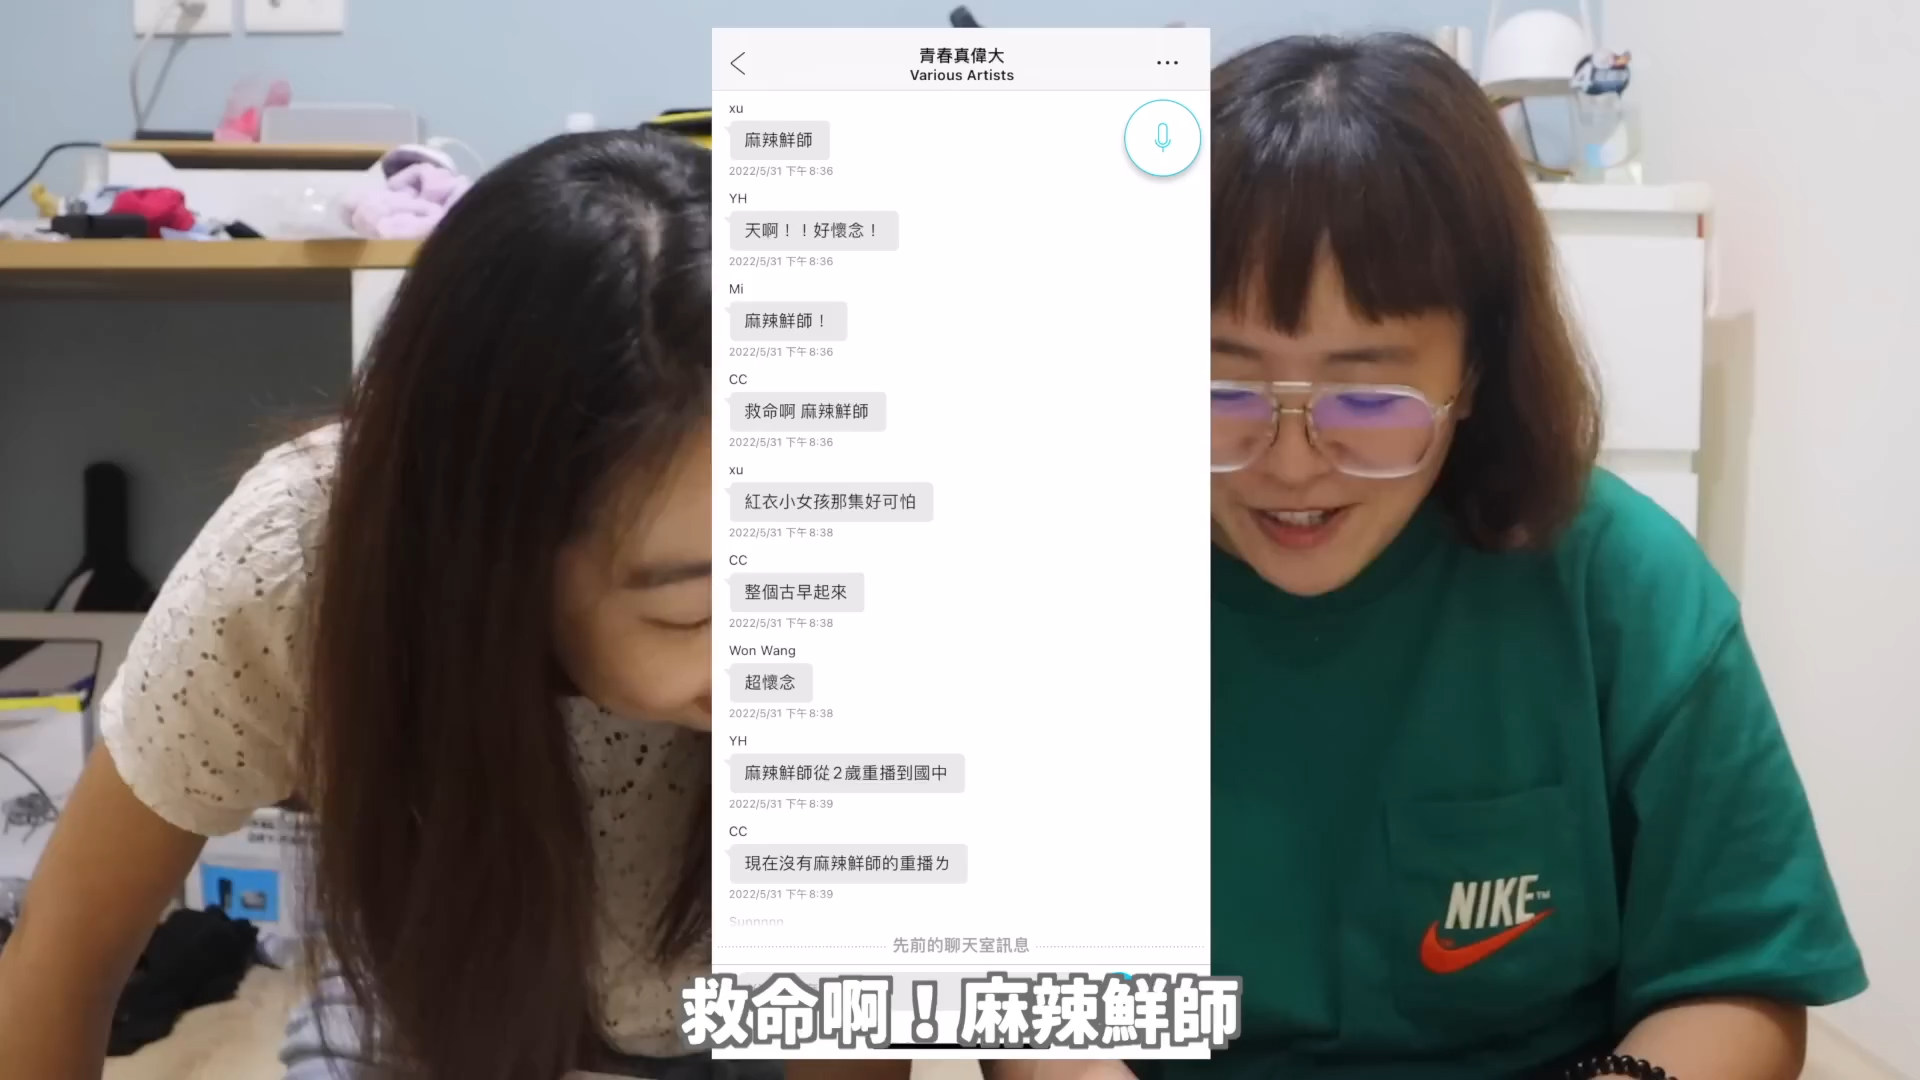 青春真偉大
Various Artists
xu
麻辣鮮師
2022/5/31 下午8:36
YH
天啊！！好懷念！
2022/5/31 下午8:36
Mi
麻辣鮮師！
2022/5/31 下午8:36
CC
救命啊 麻辣鮮師
2022/5/31 下午8:36
xu
紅衣小女孩那集好可怕
2022/5/31 下午8:38
CC
整個古早起來
2022/5/31 下午8:38
Won Wang
超懷念
2022/5/31 下午8:38
YH
麻辣鮮師從2歲重播到國中
2022/5/31 下午8:39
CC
現在沒有麻辣鮮師的重播ㄌ
2022/5/31 下午8:39
先前的聊天室訊息
救命啊！麻辣鮮師
NIKE™